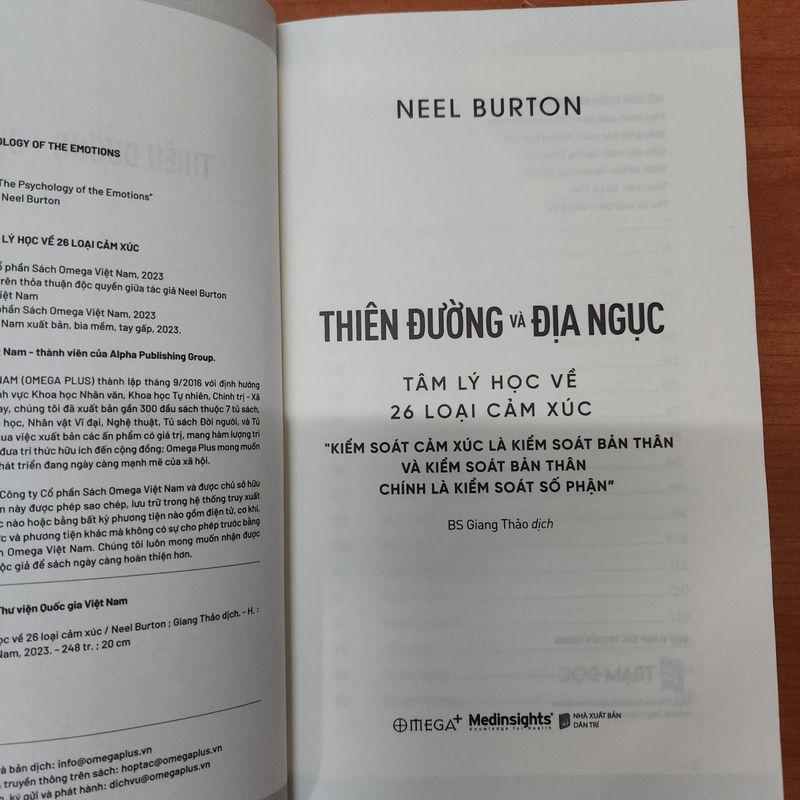 OLOGY OF THE EMOTIONS
The Psychology of the Emotions"
Neel Burton
LÝ HỌC VỀ 26 LOẠI CẢM XÚC
ổ phần Sách Omega Việt Nam, 2023
trên thỏa thuận độc quyền giữa tác giả Neel Burton
iệt Nam
phần Sách Omega Việt Nam, 2023
Nam xuất bản, bìa mềm, tay gấp, 2023.
t Nam - thành viên của Alpha Publishing Group.
NAM (OMEGA PLUS) thành lập tháng 9/2016 với định hướng
nh vực Khoa học Nhân văn, Khoa học Tự nhiên, Chính trị - Xã
ay, chúng tôi đã xuất bản gần 300 đầu sách thuộc 7 tủ sách,
học, Nhân vật Vĩ đại, Nghệ thuật, Tủ sách Đời người, và Tủ
ua việc xuất bản các ấn phẩm có giá trị, mang hàm lượng tri
đưa tri thức hữu ích đến cộng đồng; Omega Plus mong muốn
hát triển đang ngày càng mạnh mẽ của xã hội.
Công ty Cổ phần Sách Omega Việt Nam và được chủ sở hữu
n này được phép sao chép, lưu trữ trong hệ thống truy xuất
c nào hoặc bằng bất kỳ phương tiện nào gồm điện tử, cơ khí,
c và phương tiện khác mà không có sự cho phép trước bằng
n Omega Việt Nam. Chúng tôi luôn mong muốn nhận được
ộc giả để sách ngày càng hoàn thiện hơn.
Thư viện Quốc gia Việt Nam
ọc về 26 loại cảm xúc / Neel Burton ; Giang Thảo dịch. - H. :
Nam, 2023. - 248 tr. ; 20 cm
và bản dịch: info@omegaplus.vn
truyền thông trên sách: hoptac@omegaplus.vn
, ký gửi và phát hành: dichvu@omegaplus.vn
NEEL BURTON
THIÊN ĐƯỜNG VÀ ĐỊA NGỤC
TÂM LÝ HỌC VỀ
26 LOẠI CẢM XÚC
"KIỂM SOÁT CẢM XÚC LÀ KIỂM SOÁT BẢN THÂN
VÀ KIỂM SOÁT BẢN THÂN
CHÍNH LÀ KIỂM SOÁT SỐ PHẬN"
BS Giang Thảo dịch
OMEGA+ Medinsights NHÀ XUẤT BẢN
Knowledge for Health DÂN TRÍ